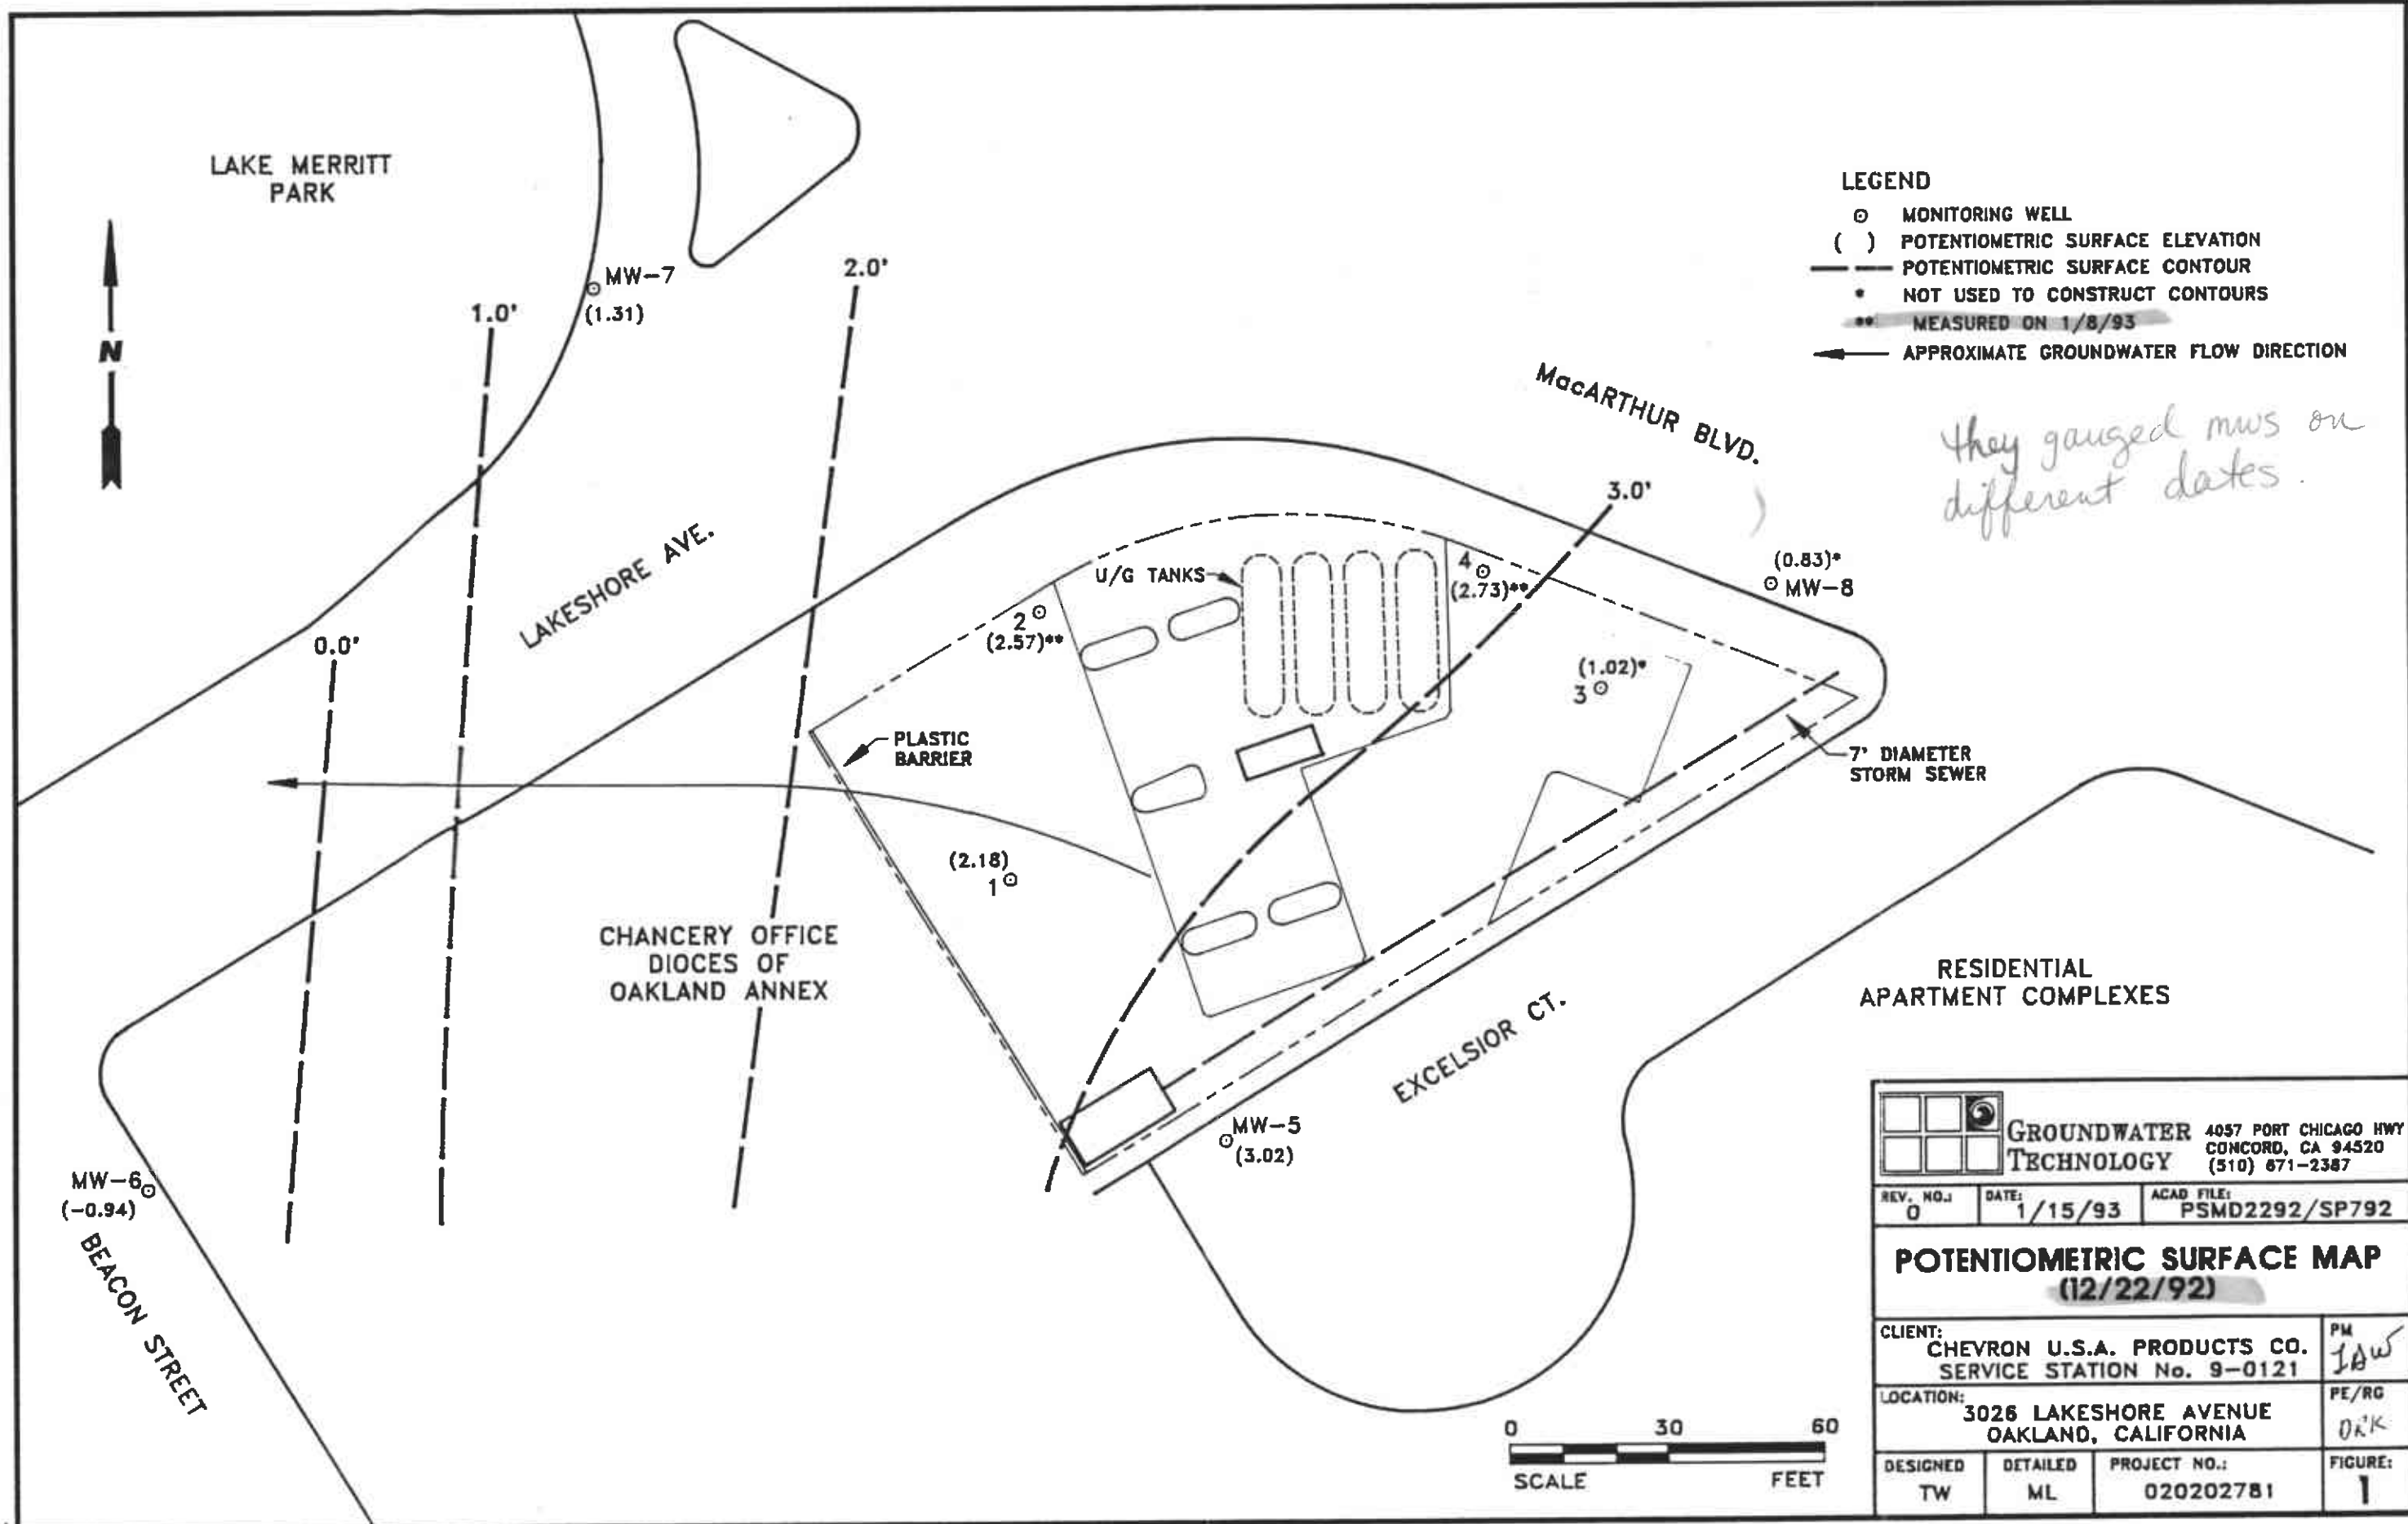 LAKE MERRITT
PARK
N
MW-7
(1.31)
1.0'
2.0'
0.0'
LAKESHORE AVE.
LEGEND
MONITORING WELL
( ) POTENTIOMETRIC SURFACE ELEVATION
POTENTIOMETRIC SURFACE CONTOUR
* NOT USED TO CONSTRUCT CONTOURS
** MEASURED ON 1/8/93
APPROXIMATE GROUNDWATER FLOW DIRECTION
they gauged mws on
different dates.
MacARTHUR BLVD.
3.0'
(0.83)*
MW-8
U/G TANKS
4
(2.73)**
2
(2.57)**
(1.02)*
3
PLASTIC
BARRIER
7' DIAMETER
STORM SEWER
(2.18)
1
CHANCERY OFFICE
DIOCES OF
OAKLAND ANNEX
RESIDENTIAL
APARTMENT COMPLEXES
EXCELSIOR CT.
MW-5
(3.02)
MW-6
(-0.94)
BEACON STREET
0 30 60
SCALE FEET
GROUNDWATER
TECHNOLOGY
4057 PORT CHICAGO HWY
CONCORD, CA 94520
(510) 671-2387
REV. NO.: 0
DATE: 1/15/93
ACAD FILE: PSMD2292/SP792
POTENTIOMETRIC SURFACE MAP
(12/22/92)
CLIENT:
CHEVRON U.S.A. PRODUCTS CO.
SERVICE STATION No. 9-0121
PM
LOCATION:
3026 LAKESHORE AVENUE
OAKLAND, CALIFORNIA
PE/RG
DESIGNED
TW
DETAILED
ML
PROJECT NO.:
020202781
FIGURE:
1